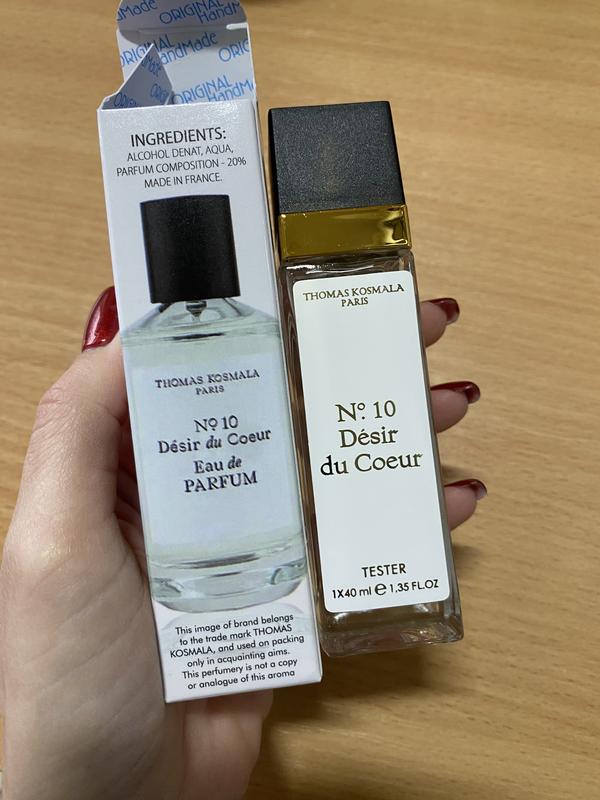 ORIGINAL
HandMade
ORIGINAL
HandMade
ORIGINAL
HandMade
INGREDIENTS:
ALCOHOL DENAT, AQUA,
PARFUM COMPOSITION - 20%
MADE IN FRANCE.
THOMAS KOSMALA
PARIS
Nº 10
Désir du Coeur
Eau de
PARFUM
This image of brand belongs
to the trade mark THOMAS
KOSMALA, and used on packing
only in acquainting aims.
This perfumery is not a copy
or analogue of this aroma
THOMAS KOSMALA
PARIS
Nº 10
Désir
du Coeur
TESTER
1X40 ml e 1,35 FL.OZ